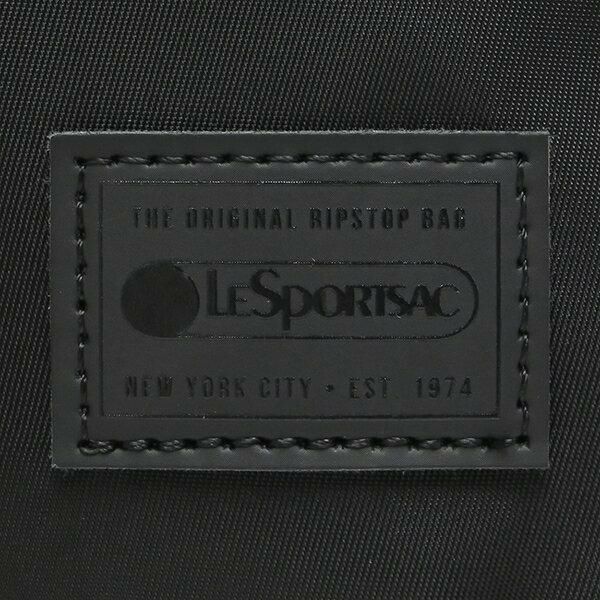 THE ORIGINAL RIPSTOP BAG
LESPORTSAC
NEW YORK CITY • EST. 1974